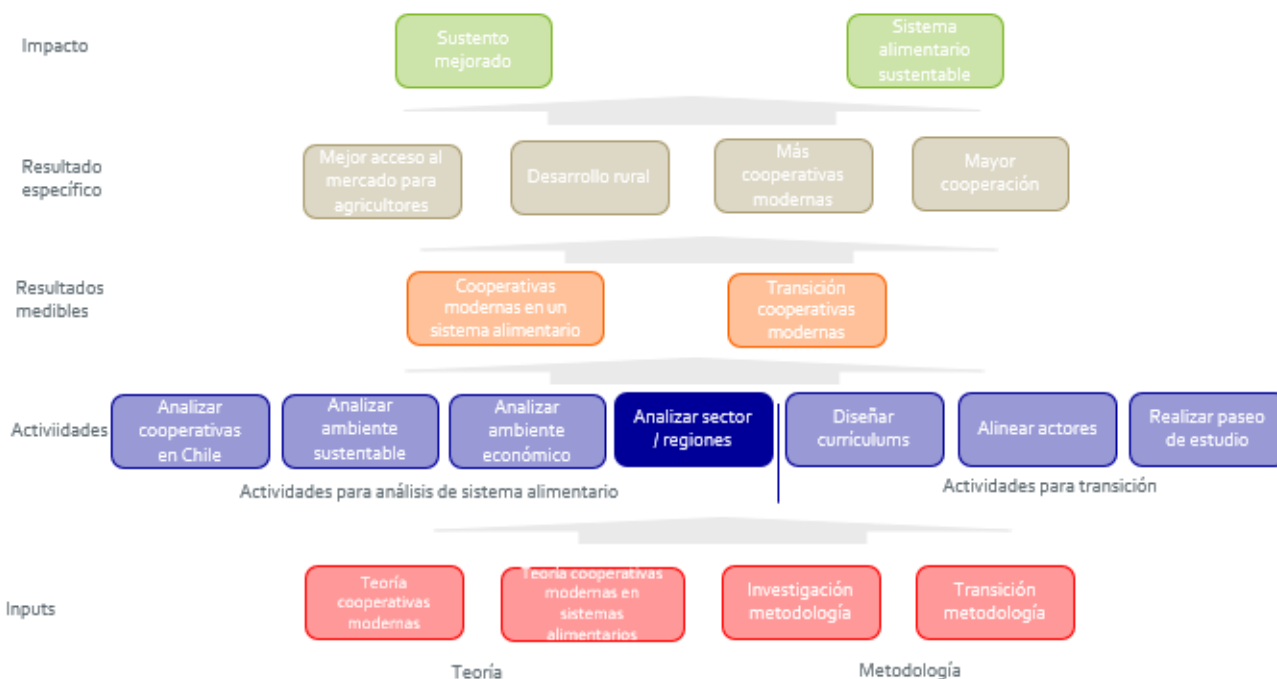 Impacto
Sustento
mejorado
Sistema
alimentario
sustentable
Resultado
específico
Mejor acceso al
mercado para
agricultores
Desarrollo rural
Más
cooperativas
modernas
Mayor
cooperación
Resultados
medibles
Cooperativas
modernas en un
sistema alimentario
Transición
cooperativas
modernas
Activiidades
Analizar
cooperativas
en Chile
Analizar
ambiente
sustentable
Analizar
ambiente
económico
Analizar sector
/ regiones
Diseñar
currículums
Alinear actores
Realizar paseo
de estudio
Actividades para análisis de sistema alimentario
Actividades para transición
Inputs
Teoría
cooperativas
modernas
Teoría cooperativas
modernas en
sistemas
alimentarios
Investigación
metodología
Transición
metodología
Teoría
Metodología